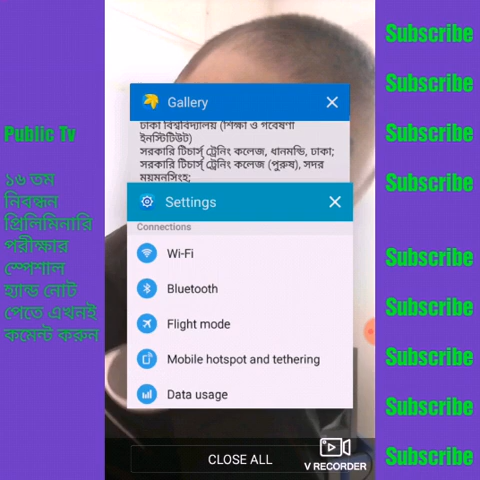 Public Tv
১৬ তম
নিবন্ধন
প্রিলিমিনারি
পরীক্ষার
স্পেশাল
হ্যান্ড নোট
পেতে এখনই
কমেন্ট করুন
Gallery
ঢাকা বিশ্ববিদ্যালয় (শিক্ষা ও গবেষণা
ইনস্টিটিউট)
সরকারি টিচার্স ট্রেনিং কলেজ, ধানমন্ডি, ঢাকা;
সরকারি টিচার্স ট্রেনিং কলেজ (পুরুষ), সদর
ময়মনসিংহ;
Settings
Connections
Wi-Fi
Bluetooth
Flight mode
Mobile hotspot and tethering
Data usage
CLOSE ALL
V RECORDER
Subscribe
Subscribe
Subscribe
Subscribe
Subscribe
Subscribe
Subscribe
Subscribe
Subscribe